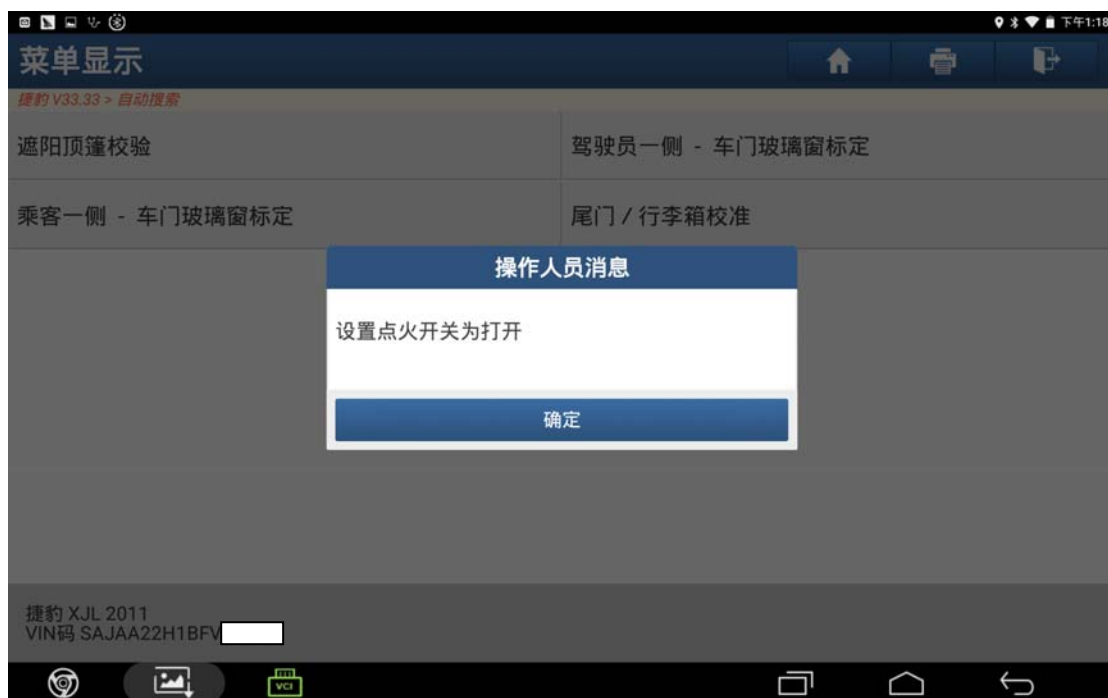 下午1:18
菜单显示
捷豹 V33.33 > 自动搜索
遮阳顶篷校验
驾驶员一侧 - 车门玻璃窗标定
乘客一侧 - 车门玻璃窗标定
尾门 / 行李箱校准
操作人员消息
设置点火开关为打开
确定
捷豹 XJL 2011
VIN码 SAJAA22H1BFV
VCI